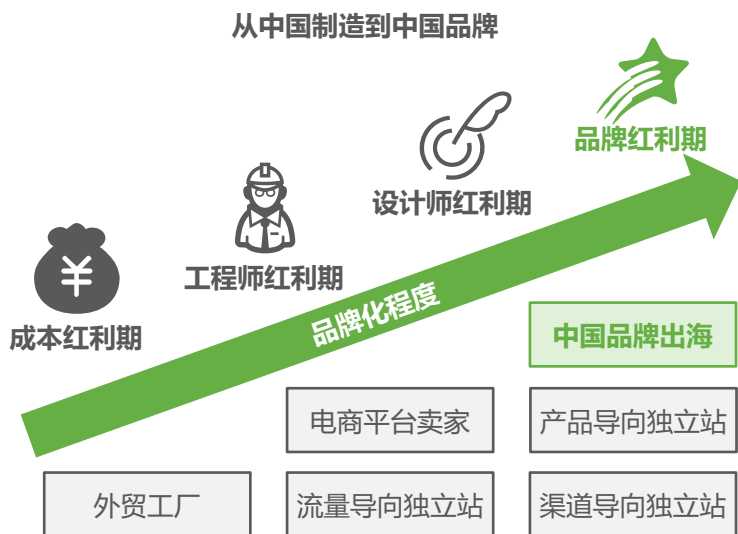 从中国制造到中国品牌
品牌红利期
设计师红利期
工程师红利期
成本红利期
品牌化程度
中国品牌出海
电商平台卖家
产品导向独立站
外贸工厂
流量导向独立站
渠道导向独立站